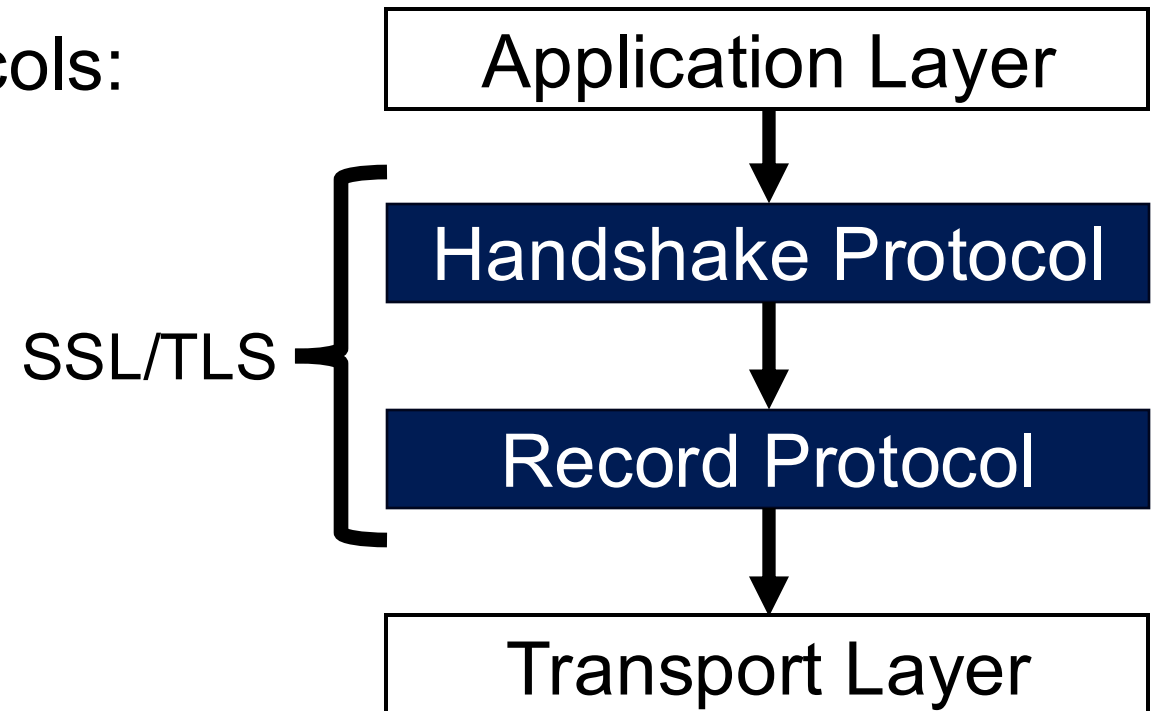 cols:
Application Layer
Handshake Protocol
SSL/TLS
Record Protocol
Transport Layer